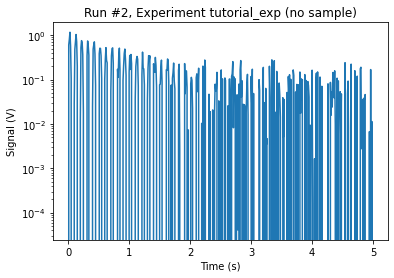 Run #2, Experiment tutorial_exp (no sample)
Signal (V)
10⁰
10⁻¹
10⁻²
10⁻³
10⁻⁴
0 1 2 3 4 5
Time (s)